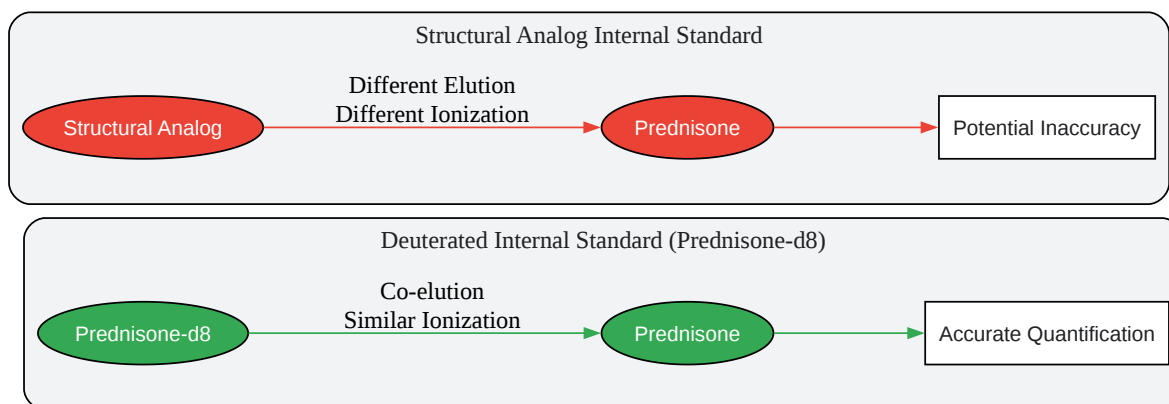 Structural Analog Internal Standard
Different Elution
Different Ionization
Structural Analog
Prednisone
Potential Inaccuracy
Deuterated Internal Standard (Prednisone-d8)
Co-elution
Similar Ionization
Prednisone-d8
Prednisone
Accurate Quantification